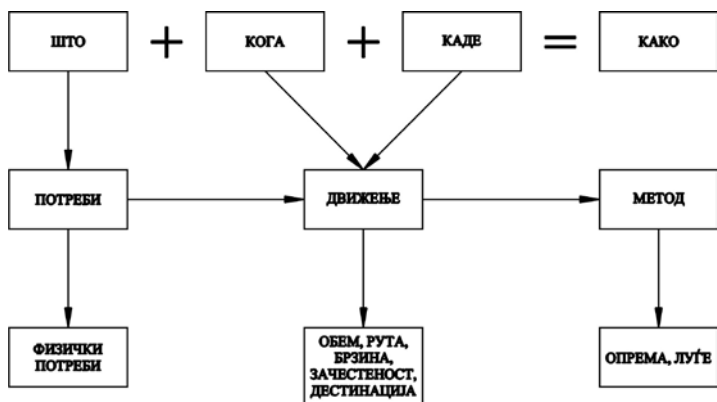 ШТО + КОГА + КАДЕ = КАКО
ПОТРЕБИ ДВИЖЕЊЕ МЕТОД
ФИЗИЧКИ
ПОТРЕБИ
ОБЕМ, РУТА,
БРЗИНА,
ЗАЧЕСТЕНОСТ,
ДЕСТИНАЦИЈА
ОПРЕМА, ЛУЃЕ